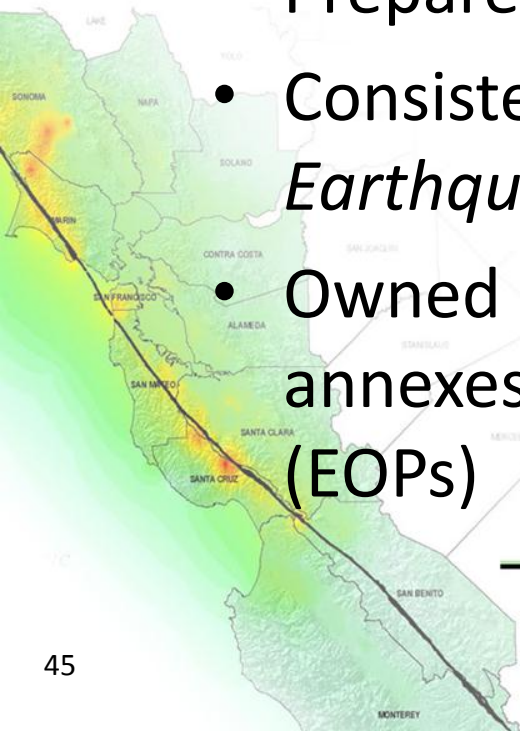 Prepare
LAKE
YOLO
SONOMA
NAPA
• Consiste
SOLANO
Earthqu
MARIN
CONTRA COSTA
SAN JOAQUIN
SAN FRANCISCO
• Owned
ALAMEDA
STANISLAUS
SAN MATEO
annexes
SANTA CLARA
MERCED
SANTA CRUZ
(EOPs)
SAN BENITO
45
MONTEREY